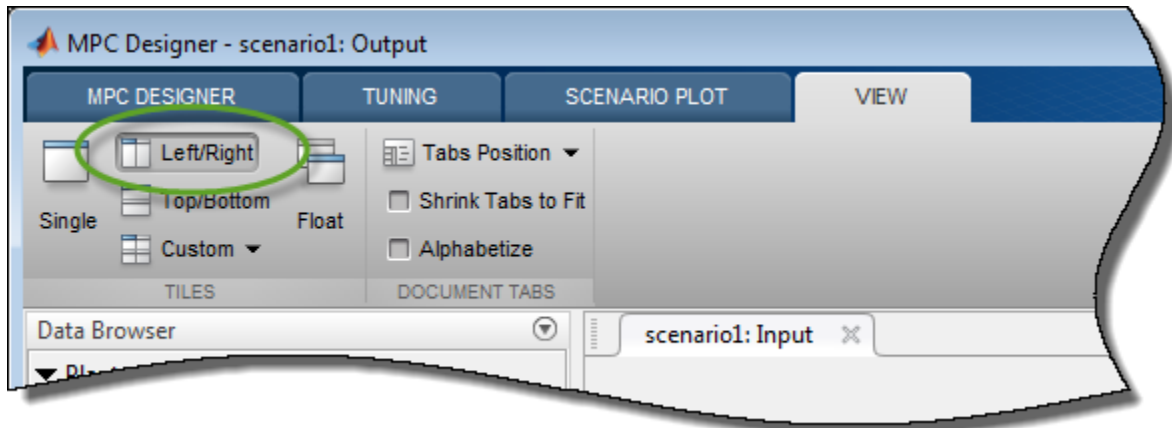 MPC Designer - scenario1: Output
MPC DESIGNER TUNING SCENARIO PLOT VIEW
Left/Right Tabs Position
Single Top/Bottom Float Shrink Tabs to Fit
Custom Alphabetize
TILES DOCUMENT TABS
Data Browser scenario1: Input